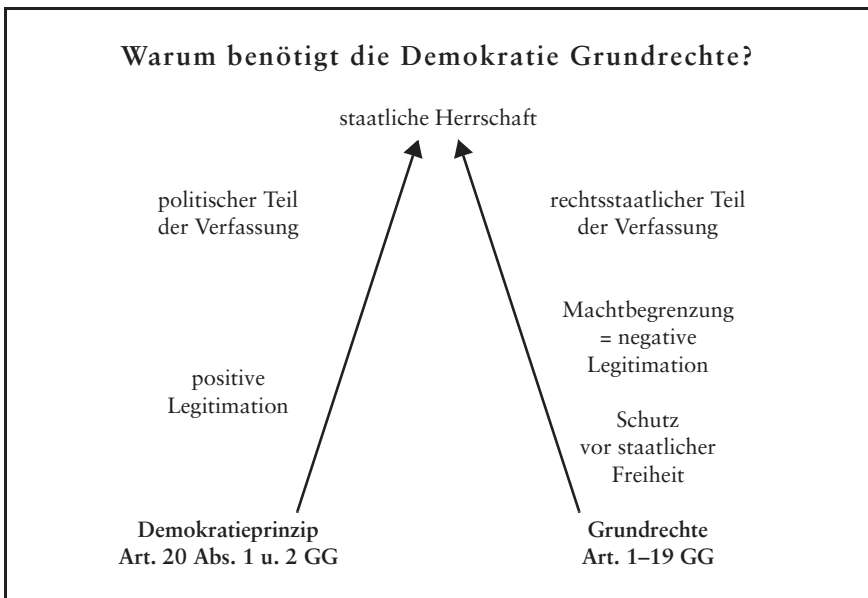 Warum benötigt die Demokratie Grundrechte?
staatliche Herrschaft
politischer Teil
der Verfassung
rechtsstaatlicher Teil
der Verfassung
Machtbegrenzung
= negative
Legitimation
positive
Legitimation
Schutz
vor staatlicher
Freiheit
Demokratieprinzip
Art. 20 Abs. 1 u. 2 GG
Grundrechte
Art. 1–19 GG